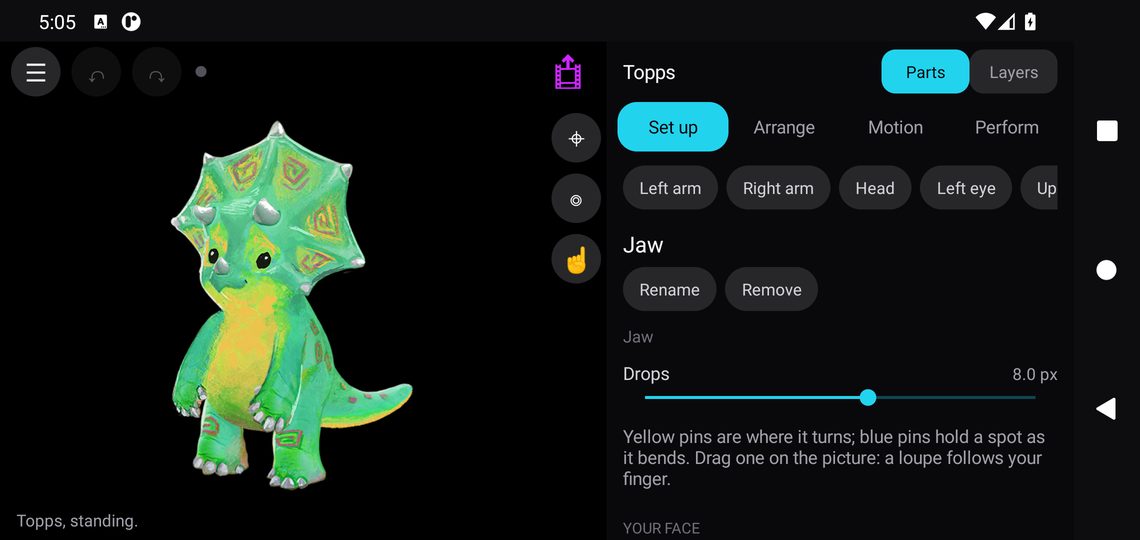 5:05
Topps
Parts
Layers
Set up
Arrange
Motion
Perform
Left arm
Right arm
Head
Left eye
Up
Jaw
Rename
Remove
Jaw
Drops
8.0 px
Yellow pins are where it turns; blue pins hold a spot as
it bends. Drag one on the picture: a loupe follows your
finger.
YOUR FACE
Topps, standing.